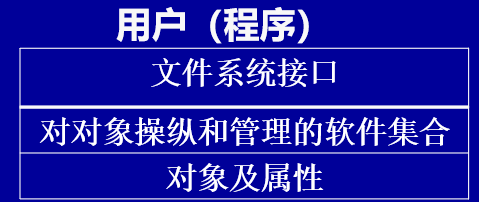 用户（程序）
文件系统接口
对对象操纵和管理的软件集合
对象及属性